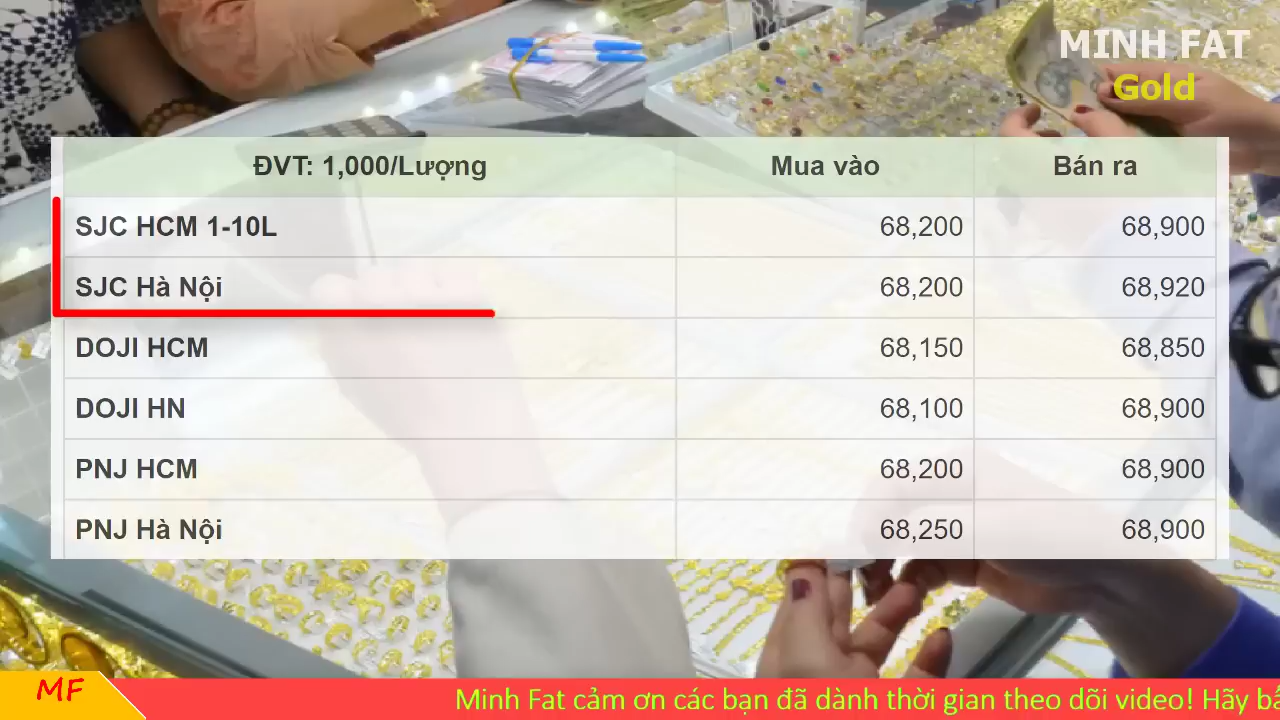 MINH FAT
Gold
ĐVT: 1,000/Lượng Mua vào Bán ra
SJC HCM 1-10L 68,200 68,900
SJC Hà Nội 68,200 68,920
DOJI HCM 68,150 68,850
DOJI HN 68,100 68,900
PNJ HCM 68,200 68,900
PNJ Hà Nội 68,250 68,900
MF
Minh Fat cảm ơn các bạn đã dành thời gian theo dõi video! Hãy